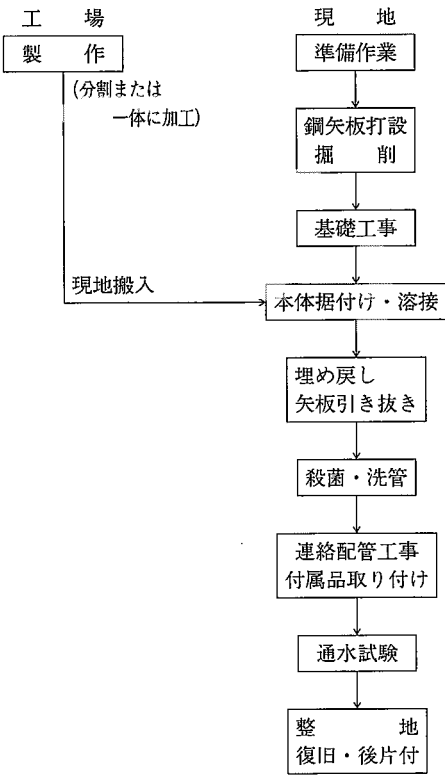 工場
製作
(分割または
一体に加工)
現地搬入
現地
準備作業
鋼矢板打設
掘削
基礎工事
本体据付け・溶接
埋め戻し
矢板引き抜き
殺菌・洗管
連絡配管工事
付属品取り付け
通水試験
整地
復旧・後片付